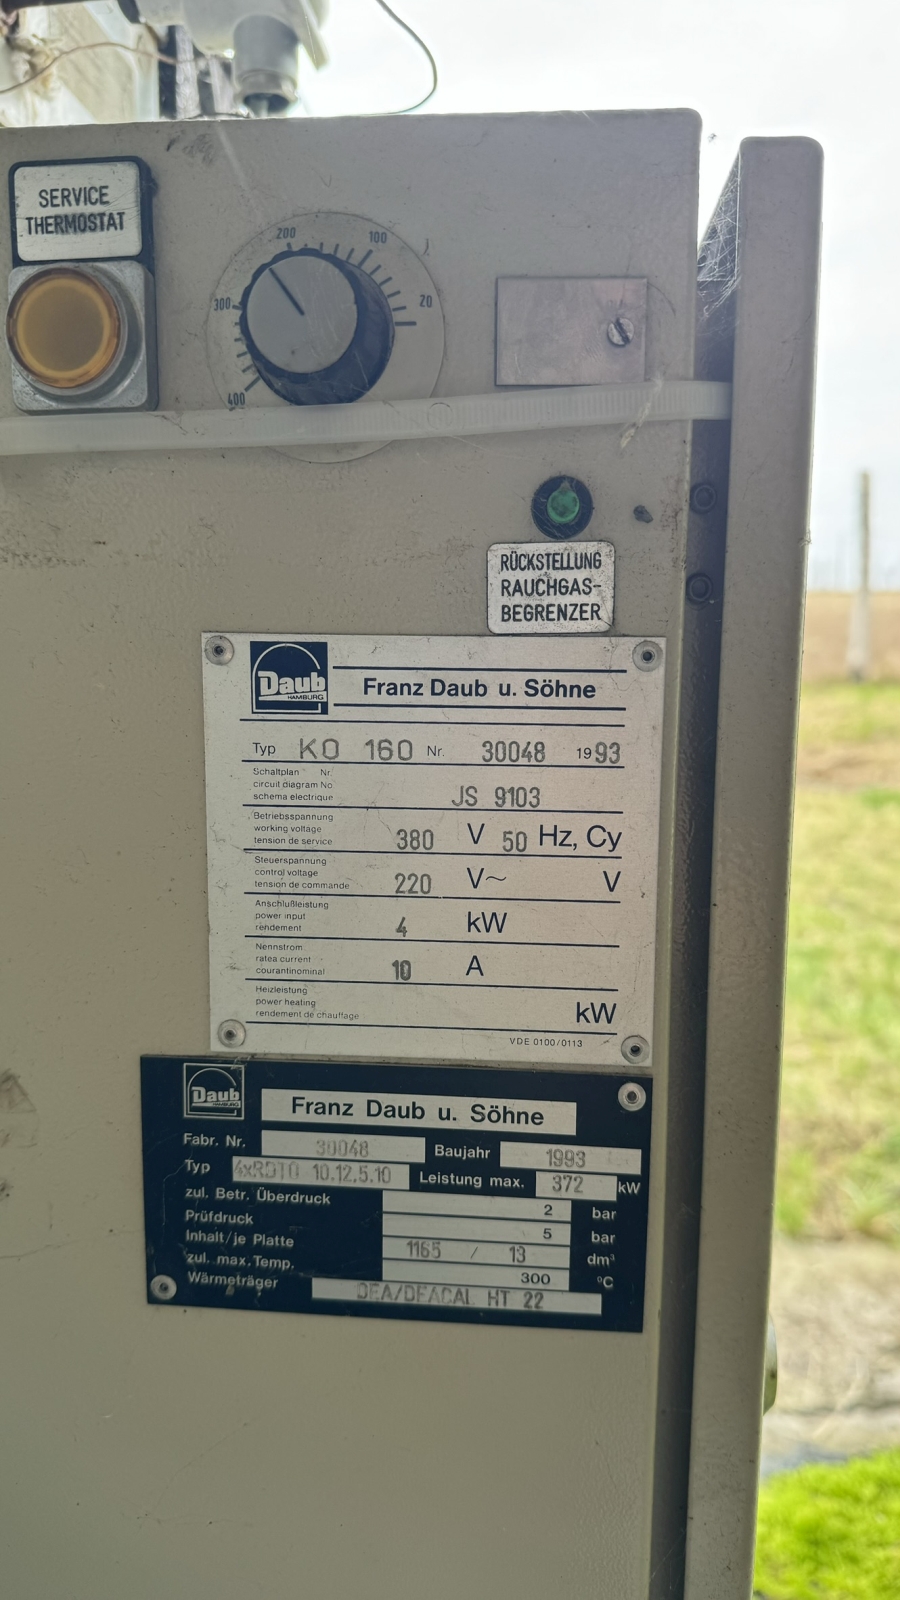 SERVICE
THERMOSTAT
200
100
300
20
400
RÜCKSTELLUNG
RAUCHGAS-
BEGRENZER
Daub
HAMBURG
Franz Daub u. Söhne
Typ KO 160 Nr. 30048 1993
Schaltplan Nr.
circuit diagram No
schema electrique
JS 9103
Betriebsspannung
working voltage
tension de service
380 V 50 Hz, Cy
Steuerspannung
control voltage
tension de commande
220 V~ V
Anschlußleistung
power input
rendement
4 kW
Nennstrom
ratea current
courantinominal
10 A
Heizleistung
power heating
rendement de chauffage
kW
VDE 0100/0113
Daub
HAMBURG
Franz Daub u. Söhne
Fabr. Nr. 30048 Baujahr 1993
Typ 4xRDTO 10.12.5.10 Leistung max. 372 kW
zul. Betr. Überdruck 2 bar
Prüfdruck 5 bar
Inhalt/je Platte 1165 / 13 dm³
zul. max. Temp. 300 °C
Wärmeträger DEA/DEACAL HT 22